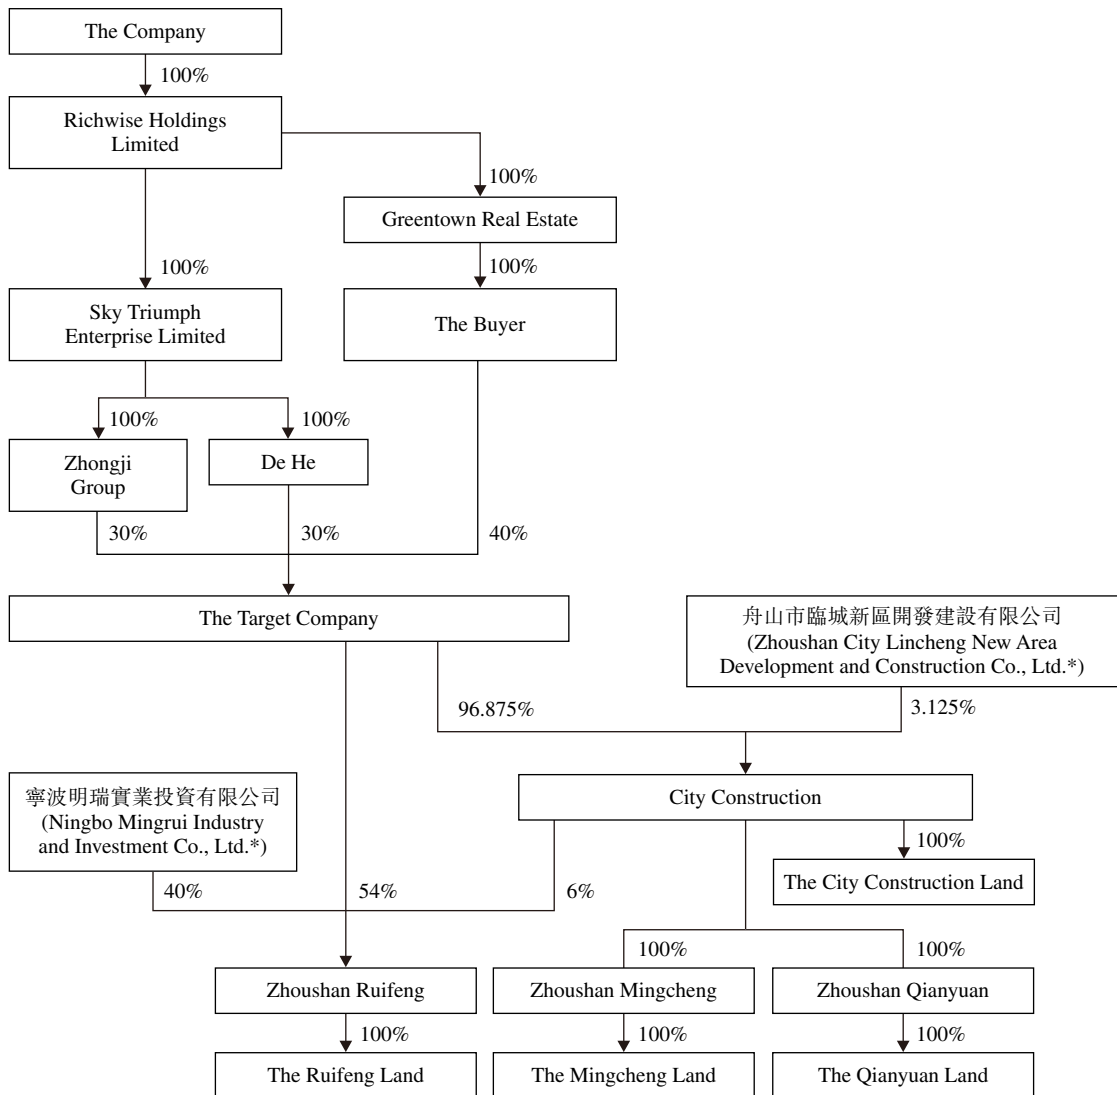 The Company
100%
Richwise Holdings
Limited
100%
Greentown Real Estate
100%
100%
Sky Triumph
Enterprise Limited
The Buyer
100%
100%
Zhongji
Group
De He
30%
30%
40%
The Target Company
舟山市臨城新區開發建設有限公司
(Zhoushan City Lincheng New Area
Development and Construction Co., Ltd.*)
96.875%
3.125%
寧波明瑞實業投資有限公司
(Ningbo Mingrui Industry
and Investment Co., Ltd.*)
City Construction
100%
The City Construction Land
40%
54%
6%
100%
100%
Zhoushan Ruifeng
Zhoushan Mingcheng
Zhoushan Qianyuan
100%
100%
100%
The Ruifeng Land
The Mingcheng Land
The Qianyuan Land